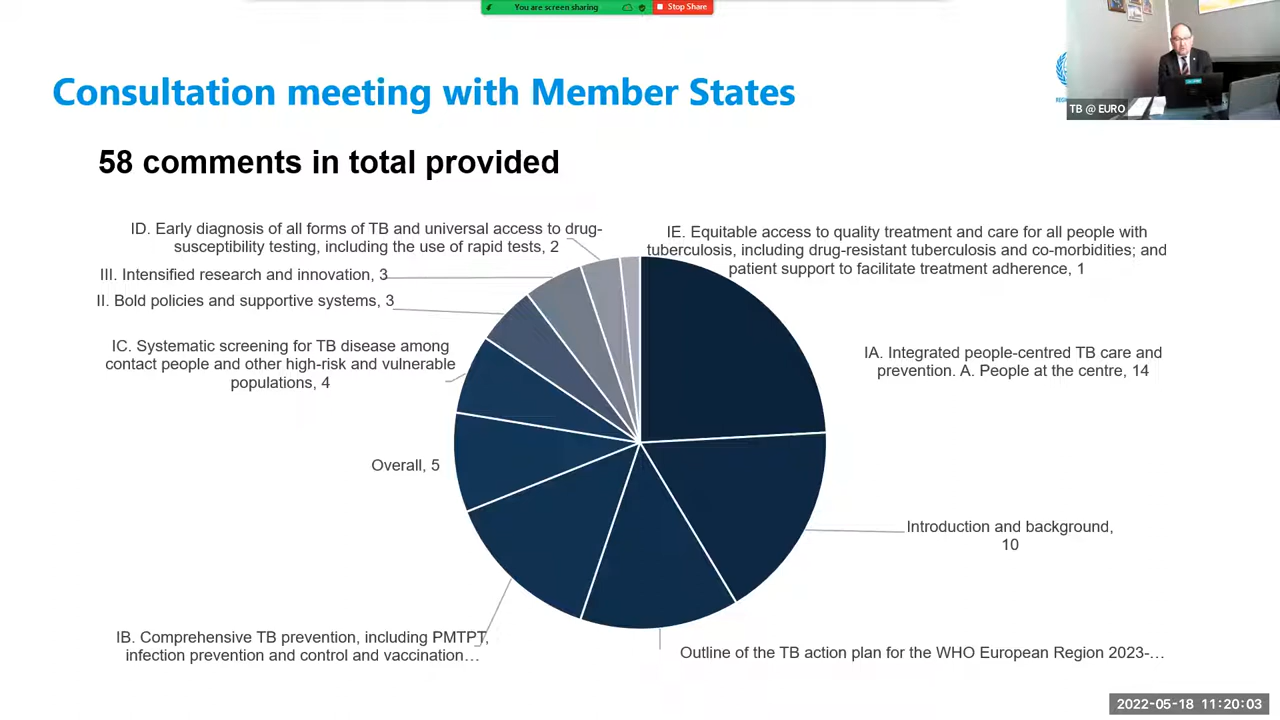 You are screen sharing
Stop Share
Consultation meeting with Member States
TB @ EURO
58 comments in total provided
ID. Early diagnosis of all forms of TB and universal access to drug-
susceptibility testing, including the use of rapid tests, 2
IE. Equitable access to quality treatment and care for all people with
tuberculosis, including drug-resistant tuberculosis and co-morbidities; and
patient support to facilitate treatment adherence, 1
III. Intensified research and innovation, 3
II. Bold policies and supportive systems, 3
IC. Systematic screening for TB disease among
contact people and other high-risk and vulnerable
populations, 4
IA. Integrated people-centred TB care and
prevention. A. People at the centre, 14
Overall, 5
Introduction and background,
10
IB. Comprehensive TB prevention, including PMTPT,
infection prevention and control and vaccination…
Outline of the TB action plan for the WHO European Region 2023-…
2022-05-18 11:20:03